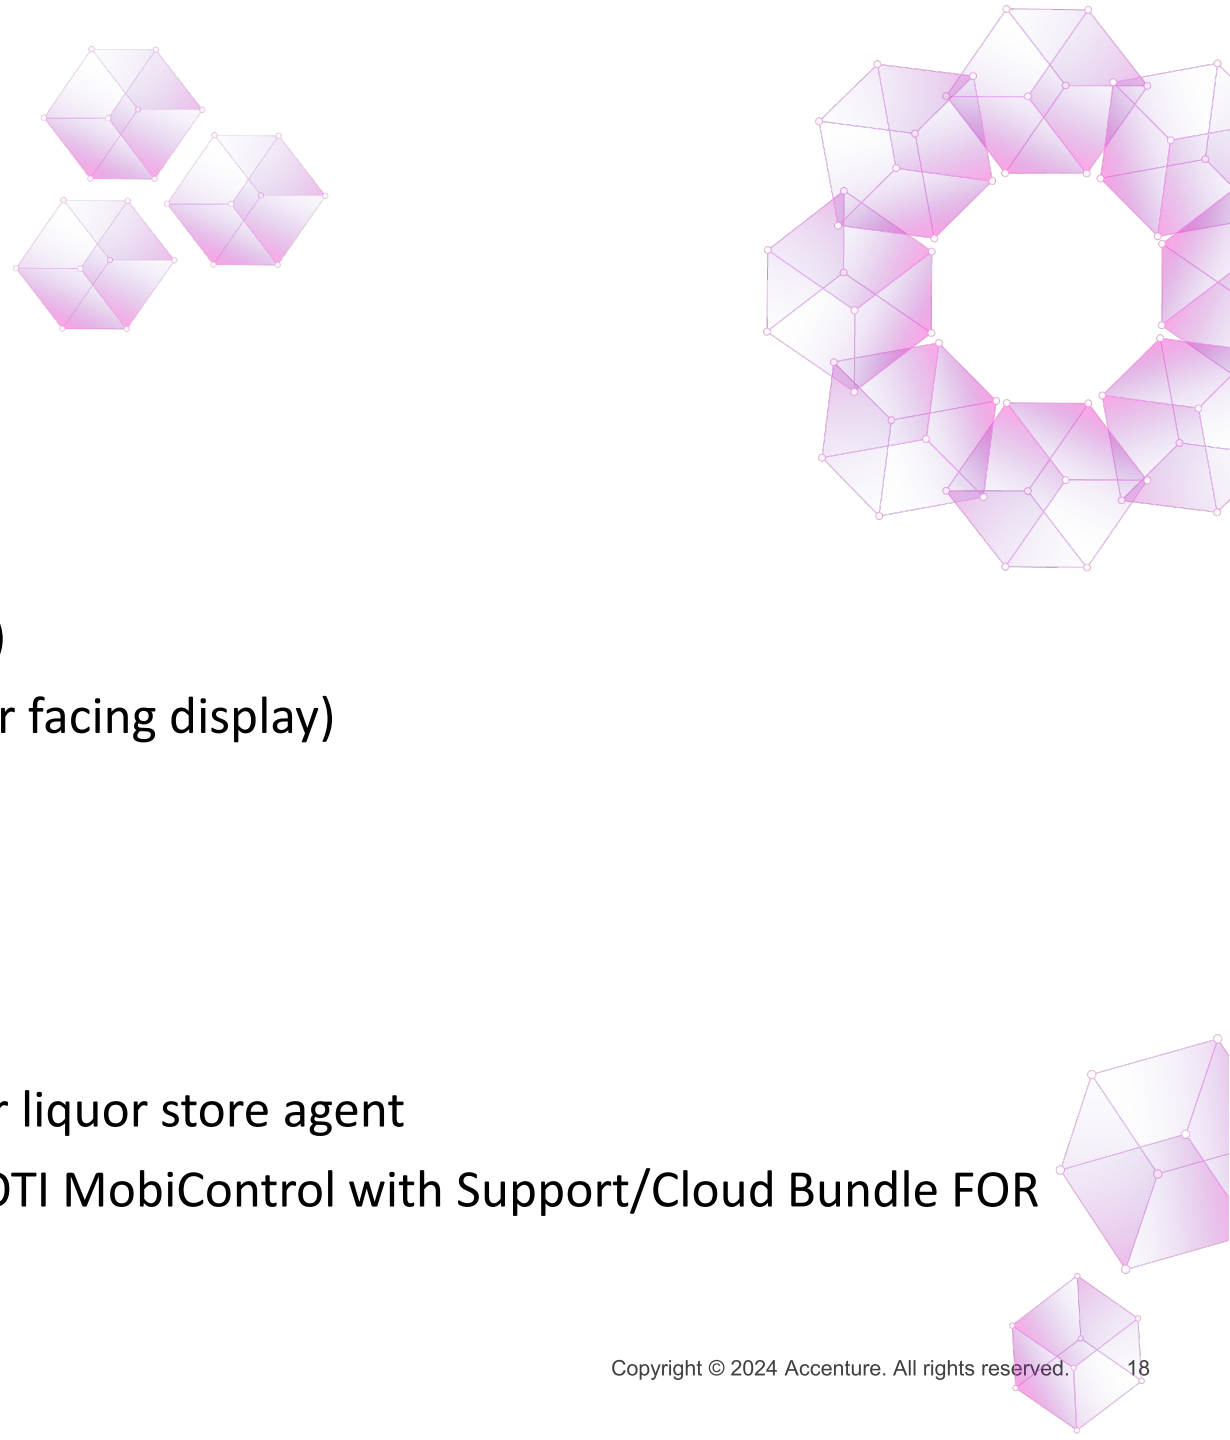 )
r facing display)
r liquor store agent
OTI MobiControl with Support/Cloud Bundle FOR
Copyright © 2024 Accenture. All rights reserved. 18